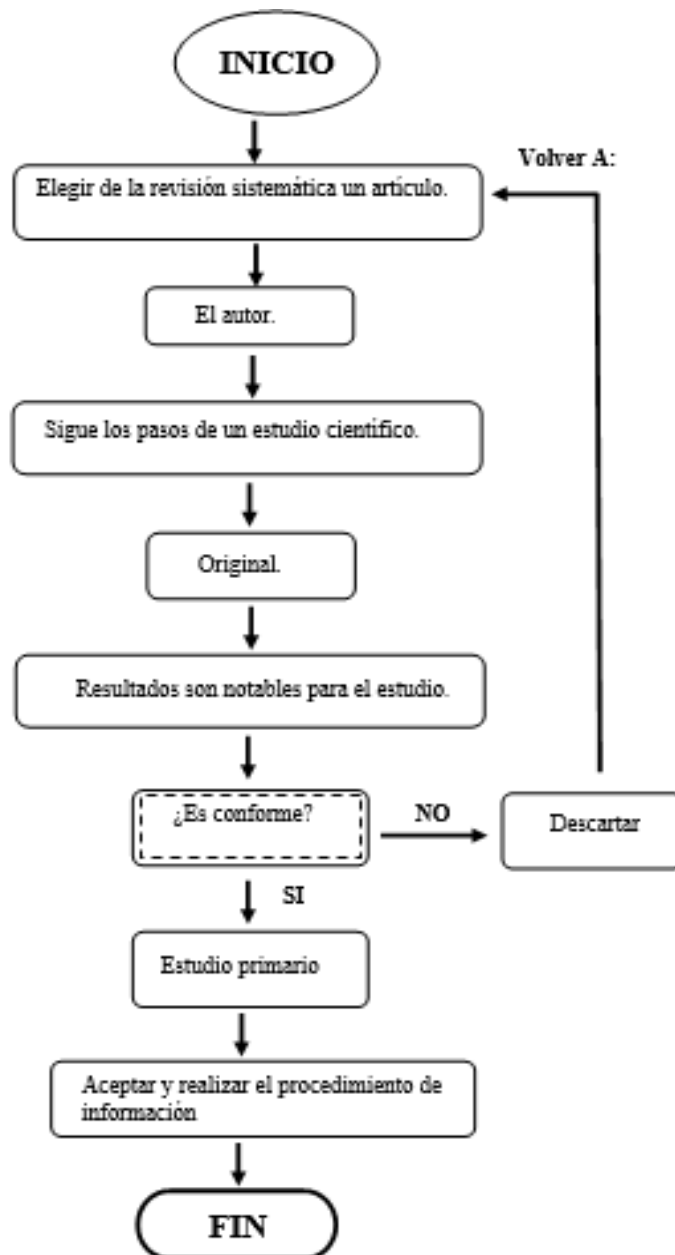 INICIO
Volver A:
Elegir de la revisión sistemática un artículo.
El autor.
Sigue los pasos de un estudio científico.
Original.
Resultados son notables para el estudio.
¿Es conforme?
NO
Descartar
SI
Estudio primario
Aceptar y realizar el procedimiento de
información
FIN